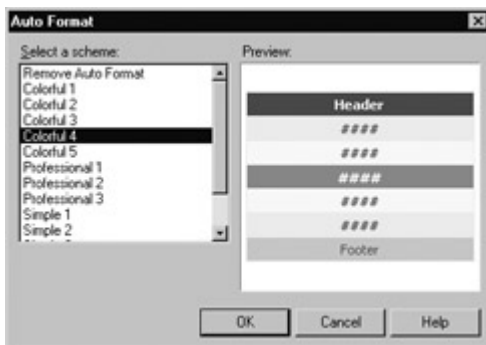 Auto Format
Select a scheme:
Remove Auto Format
Colorful 1
Colorful 2
Colorful 3
Colorful 4
Colorful 5
Professional 1
Professional 2
Professional 3
Simple 1
Simple 2
Preview:
Header
####
####
####
####
####
Footer
OK Cancel Help